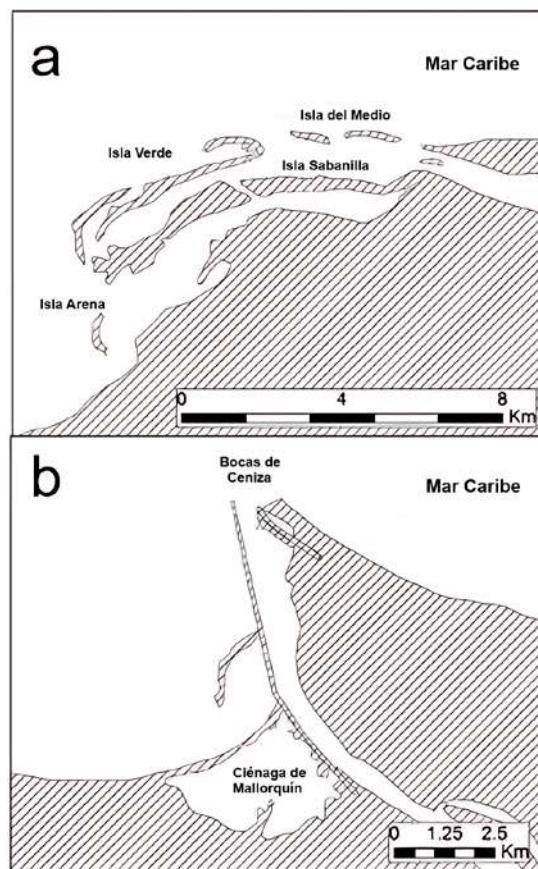 a
Mar Caribe
Isla del Medio
Isla Verde
Isla Sabanilla
Isla Arena
0 4 8
Km
b
Bocas de
Ceniza
Mar Caribe
Ciénaga de
Mallorquín
0 1.25 2.5
Km